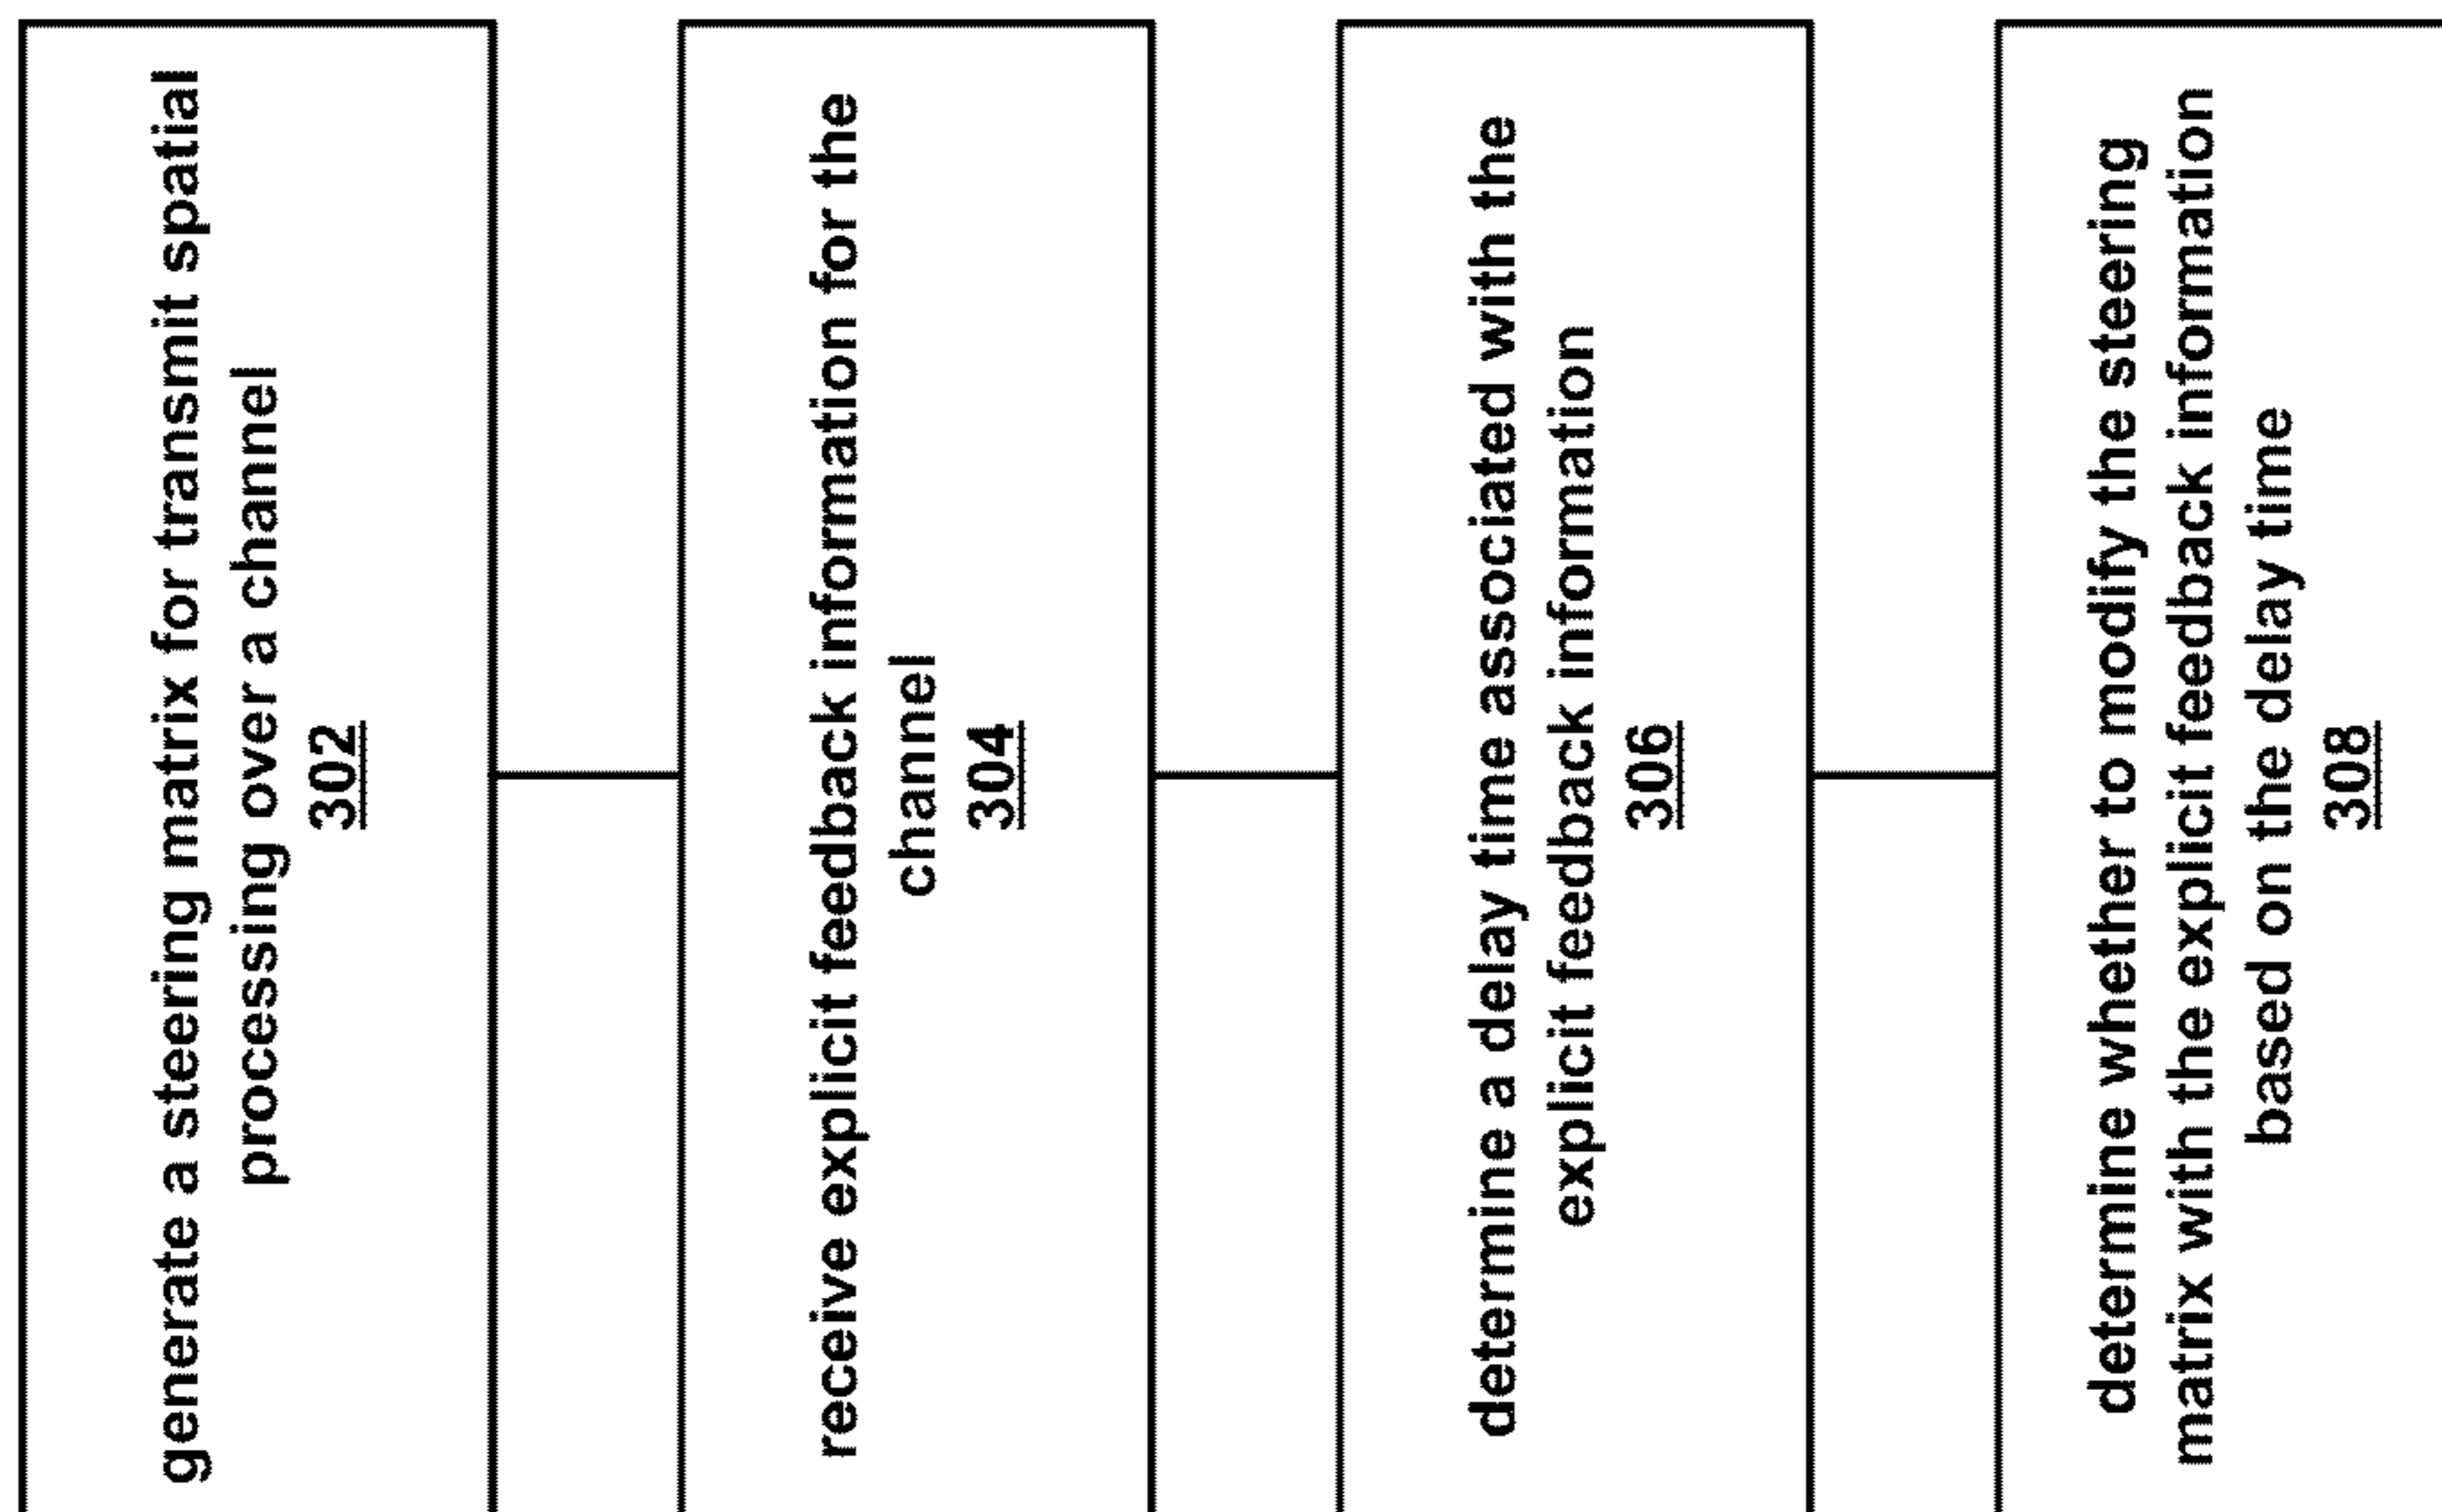 generate a steering matrix for transmit spatial
processing over a channel
302
receive explicit feedback information for the
channel
304
determine a delay time associated with the
explicit feedback information
306
determine whether to modify the steering
matrix with the explicit feedback information
based on the delay time
308